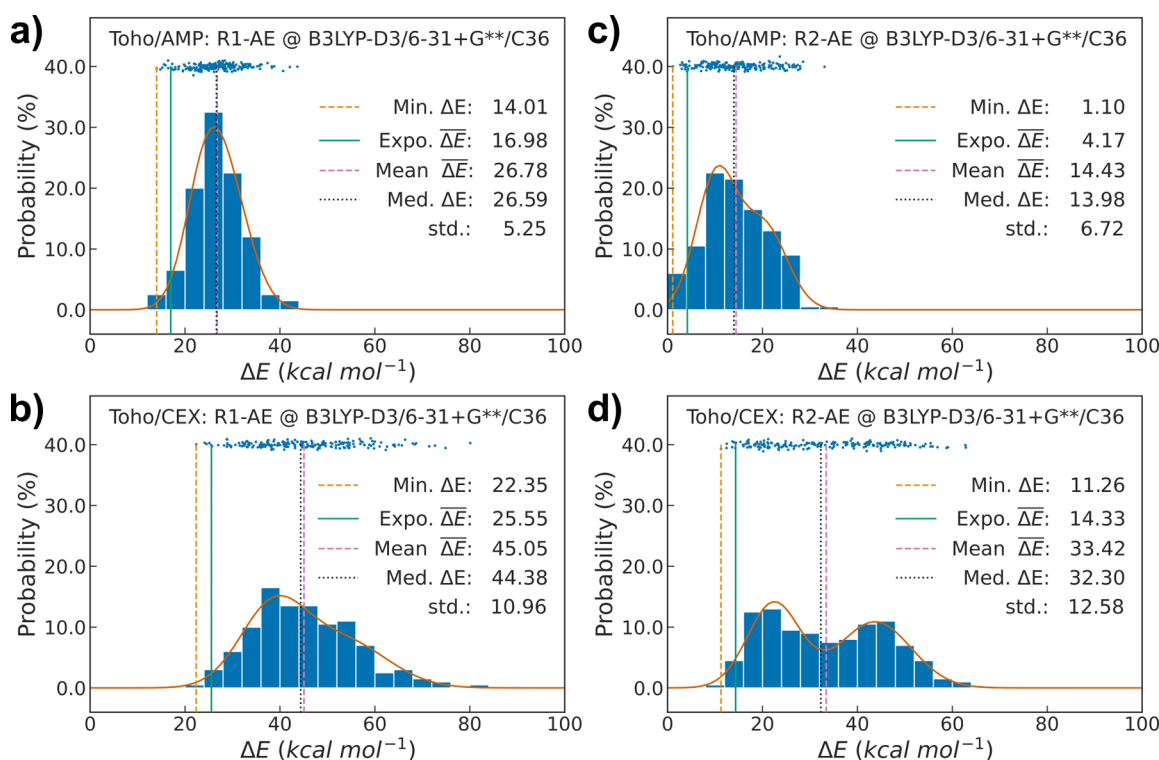 a)
Toho/AMP: R1-AE @ B3LYP-D3/6-31+G**/C36
Probability (%)
40.0
30.0
20.0
10.0
0.0
Min. ΔE: 14.01
Expo. ΔE: 16.98
Mean ΔE: 26.78
Med. ΔE: 26.59
std.: 5.25
0 20 40 60 80 100
ΔE (kcal mol⁻¹)
c)
Toho/AMP: R2-AE @ B3LYP-D3/6-31+G**/C36
Probability (%)
40.0
30.0
20.0
10.0
0.0
Min. ΔE: 1.10
Expo. ΔE: 4.17
Mean ΔE: 14.43
Med. ΔE: 13.98
std.: 6.72
0 20 40 60 80 100
ΔE (kcal mol⁻¹)
b)
Toho/CEX: R1-AE @ B3LYP-D3/6-31+G**/C36
Probability (%)
40.0
30.0
20.0
10.0
0.0
Min. ΔE: 22.35
Expo. ΔE: 25.55
Mean ΔE: 45.05
Med. ΔE: 44.38
std.: 10.96
0 20 40 60 80 100
ΔE (kcal mol⁻¹)
d)
Toho/CEX: R2-AE @ B3LYP-D3/6-31+G**/C36
Probability (%)
40.0
30.0
20.0
10.0
0.0
Min. ΔE: 11.26
Expo. ΔE: 14.33
Mean ΔE: 33.42
Med. ΔE: 32.30
std.: 12.58
0 20 40 60 80 100
ΔE (kcal mol⁻¹)